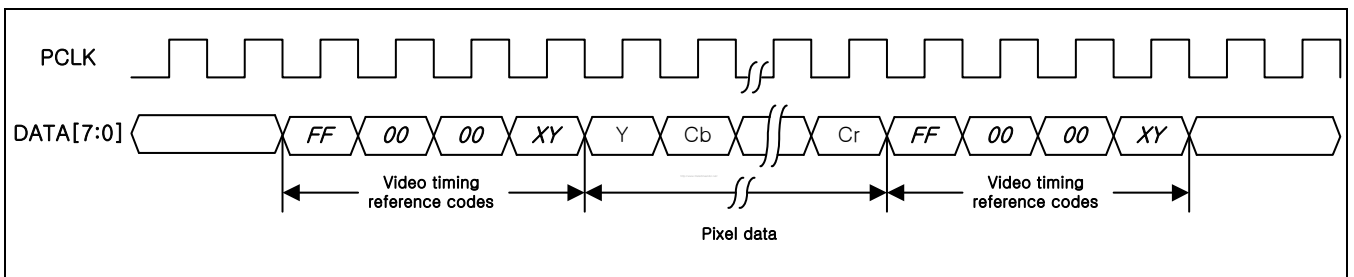 PCLK
DATA[7:0] FF 00 00 XY Y Cb Cr FF 00 00 XY
Video timing Video timing
reference codes reference codes
Pixel data